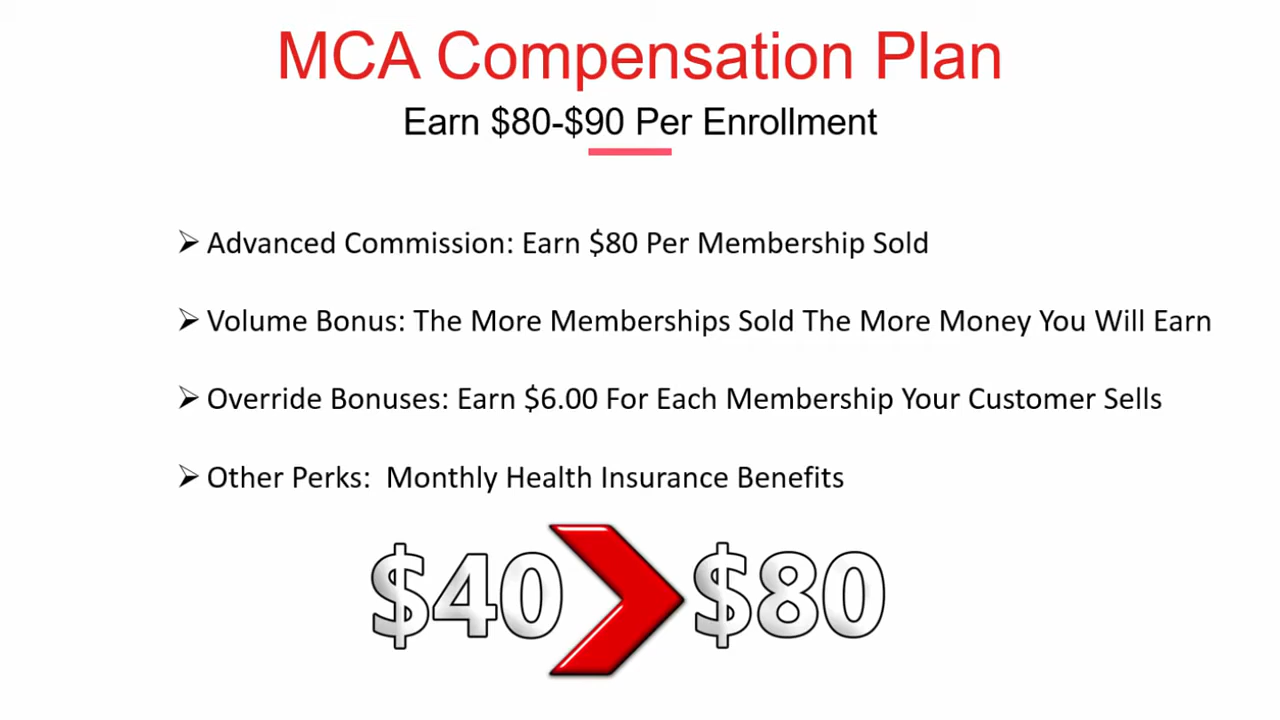 MCA Compensation Plan
Earn $80-$90 Per Enrollment
➢ Advanced Commission: Earn $80 Per Membership Sold
➢ Volume Bonus: The More Memberships Sold The More Money You Will Earn
➢ Override Bonuses: Earn $6.00 For Each Membership Your Customer Sells
➢ Other Perks:  Monthly Health Insurance Benefits
$40 $80